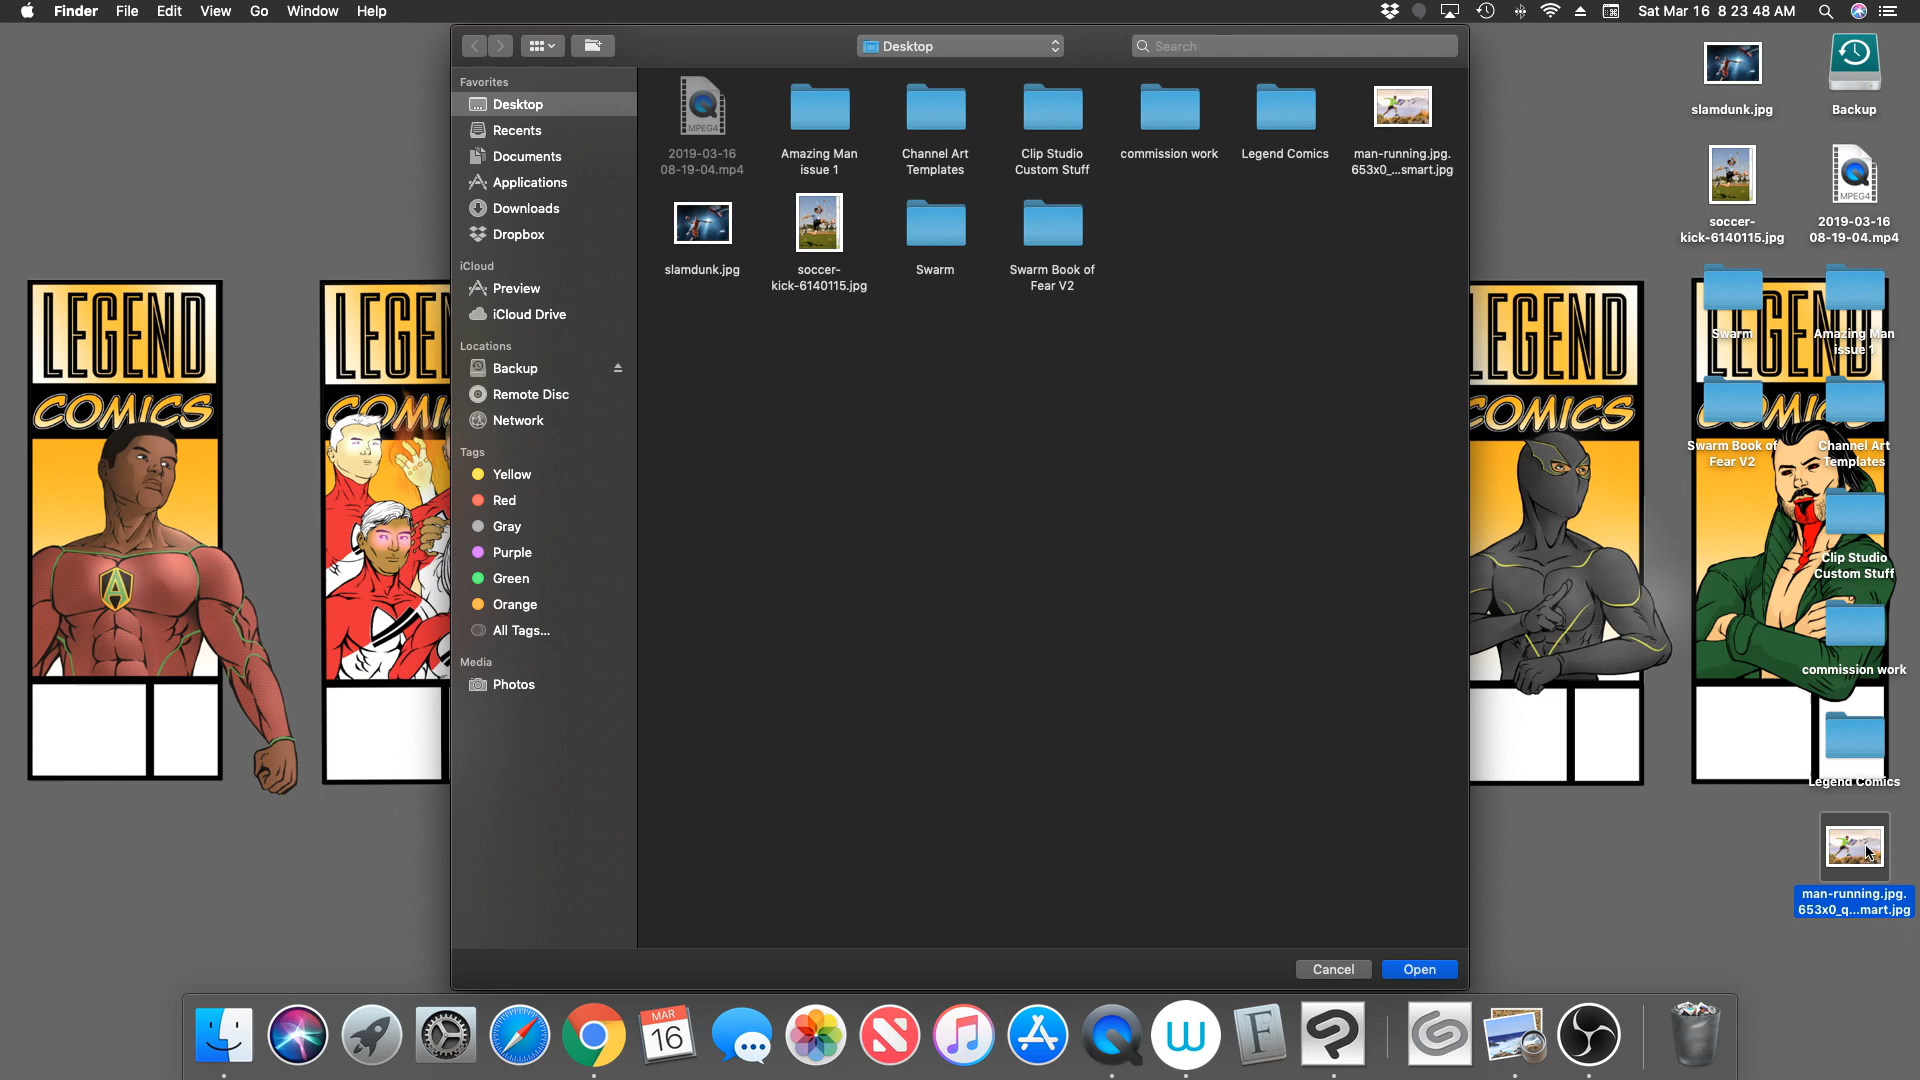 Finder File Edit View Go Window Help
Sat Mar 16 8 23 48 AM
Desktop
Search
Favorites
Desktop
Recents
Documents
Applications
Downloads
Dropbox
iCloud
Preview
iCloud Drive
Locations
Backup
Remote Disc
Network
Tags
Yellow
Red
Gray
Purple
Green
Orange
All Tags...
Media
Photos
MPEG4
2019-03-16
08-19-04.mp4
Amazing Man
issue 1
Channel Art
Templates
Clip Studio
Custom Stuff
commission work
Legend Comics
man-running.jpg.
653x0_...smart.jpg
slamdunk.jpg
soccer-
kick-6140115.jpg
Swarm
Swarm Book of
Fear V2
Cancel
Open
slamdunk.jpg
Backup
soccer-
kick-6140115.jpg
MPEG4
2019-03-16
08-19-04.mp4
Swarm
Amazing Man
issue 1
Swarm Book of
Fear V2
Channel Art
Templates
Clip Studio
Custom Stuff
commission work
Legend Comics
man-running.jpg.
653x0_q...mart.jpg
LEGEND
COMICS
A
LEGE
COMICS
LEGEND
COMICS
LEGEND
OMIC
MAR
16